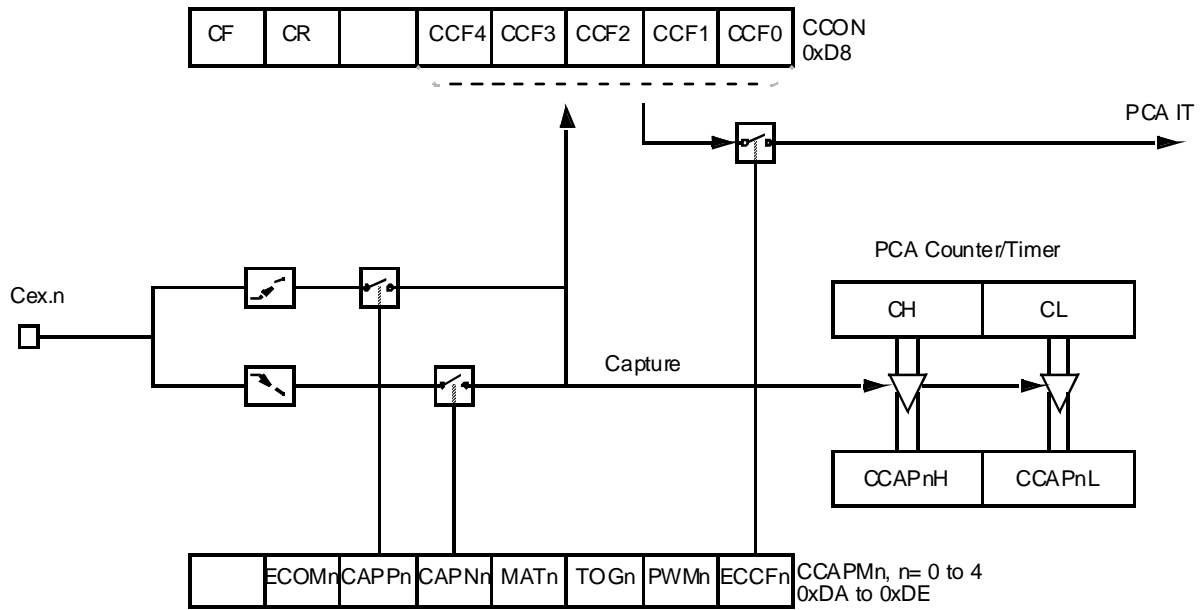 CF CR CCF4 CCF3 CCF2 CCF1 CCF0 CCON
0xD8
PCA IT
PCA Counter/Timer
Cex.n
CH CL
Capture
CCAPnH CCAPnL
ECOMn CAPPn CAPNn MATn TOGn PWMn ECCFn CCAPMn, n= 0 to 4
0xDA to 0xDE